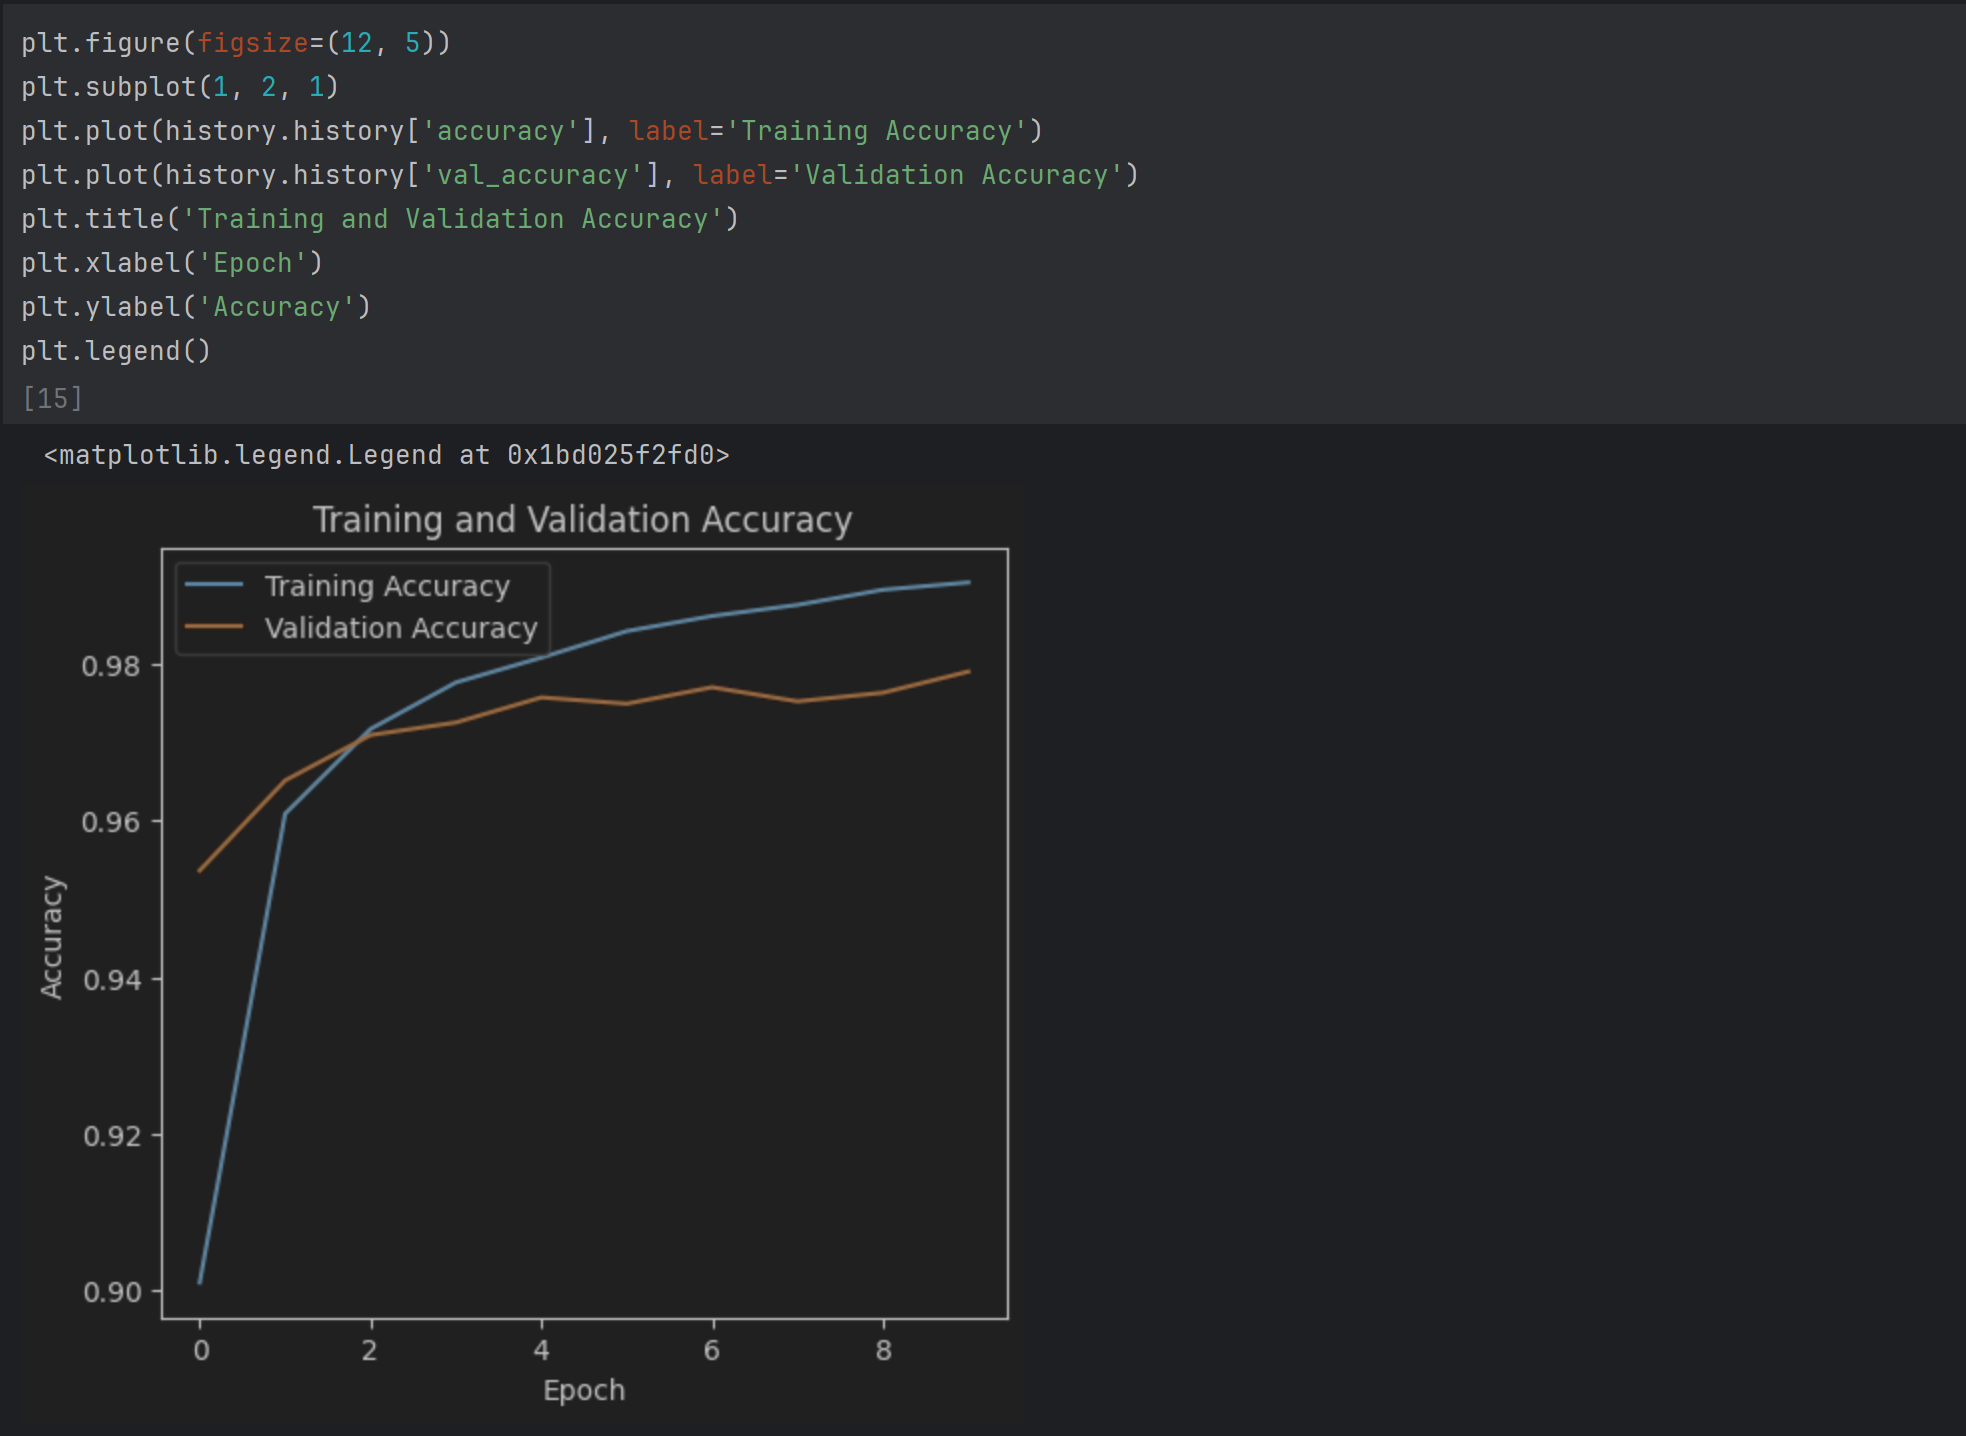 plt.figure(figsize=(12, 5))
plt.subplot(1, 2, 1)
plt.plot(history.history['accuracy'], label='Training Accuracy')
plt.plot(history.history['val_accuracy'], label='Validation Accuracy')
plt.title('Training and Validation Accuracy')
plt.xlabel('Epoch')
plt.ylabel('Accuracy')
plt.legend()
[15]
<matplotlib.legend.Legend at 0x1bd025f2fd0>
Training and Validation Accuracy
Training Accuracy
Validation Accuracy
0.98
0.96
0.94
0.92
0.90
Accuracy
0 2 4 6 8
Epoch